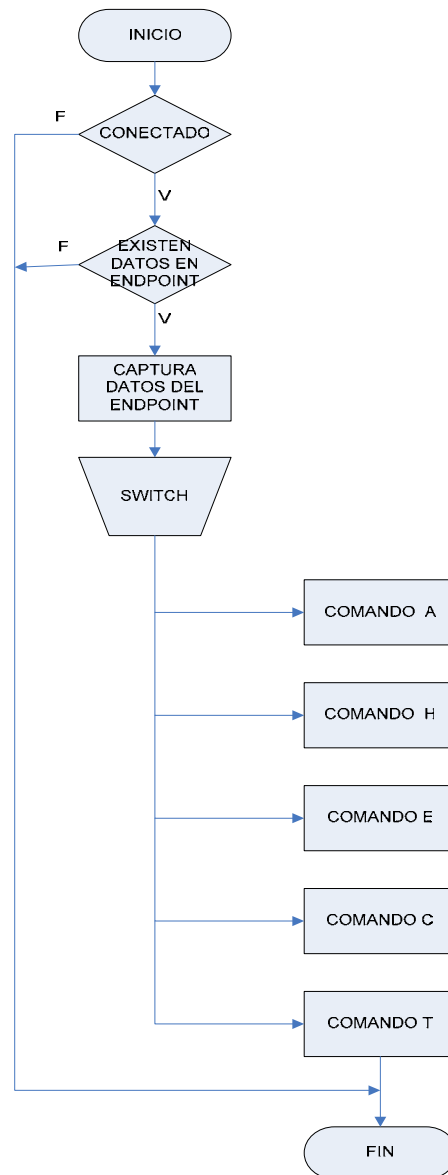 INICIO
F
CONECTADO
V
F
EXISTEN
DATOS EN
ENDPOINT
V
CAPTURA
DATOS DEL
ENDPOINT
SWITCH
COMANDO A
COMANDO H
COMANDO E
COMANDO C
COMANDO T
FIN